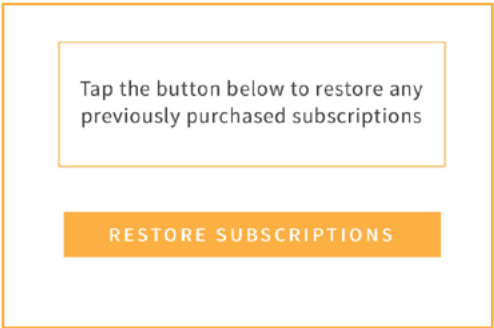 Tap the button below to restore any
previously purchased subscriptions
RESTORE SUBSCRIPTIONS